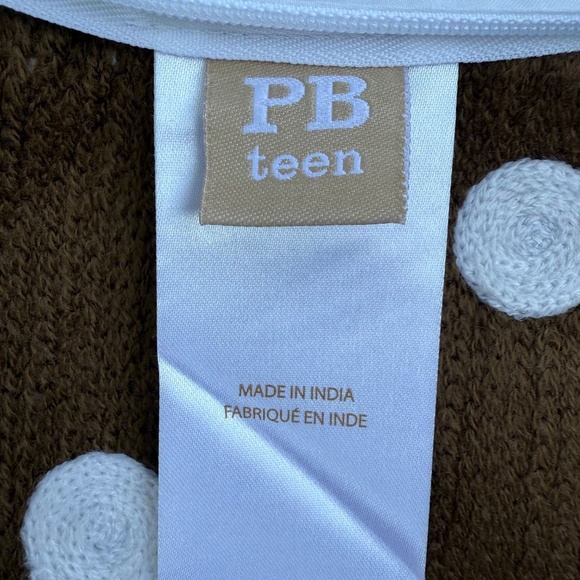 PB
teen
MADE IN INDIA
FABRIQUÉ EN INDE